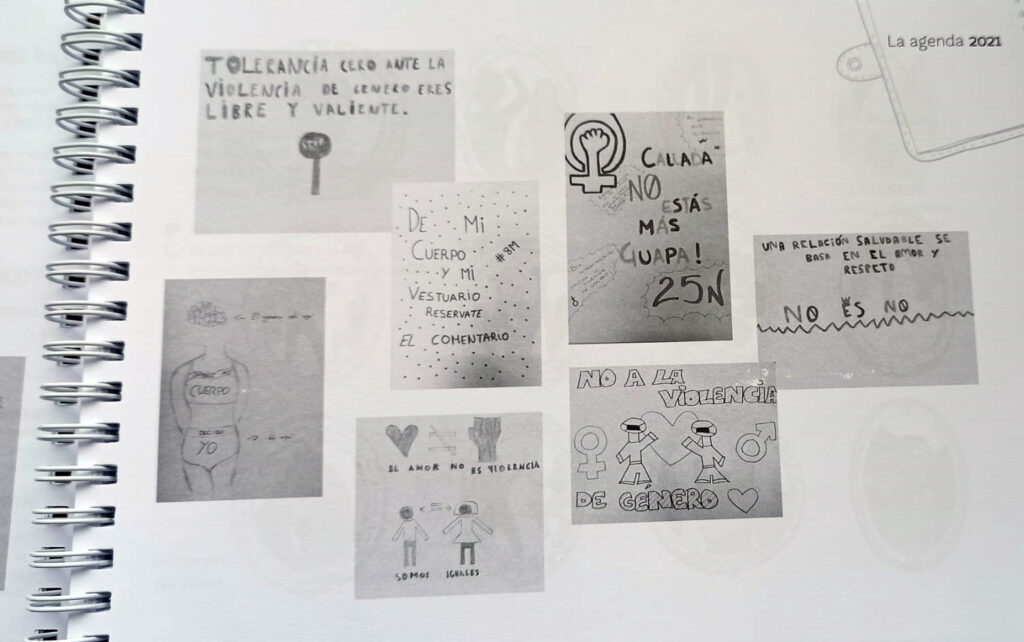 La agenda 2021
TOLERANCIA CERO ANTE LA
VIOLENCIA DE GENERO ERES
LIBRE Y VALIENTE.
DE MI
CUERPO
Y MI
VESTUARIO
RESERVATE
EL COMENTARIO
#8M
CALLADA
NO
ESTÁS
MÁS
GUAPA!
25N
UNA RELACIÓN SALUDABLE SE
BASA EN EL AMOR Y
RESPETO
NO ES NO
CUERPO
DECIDO
YO
EL AMOR NO ES VIOLENCIA
SOMOS IGUALES
NO A LA
VIOLENCIA
DE GÉNERO